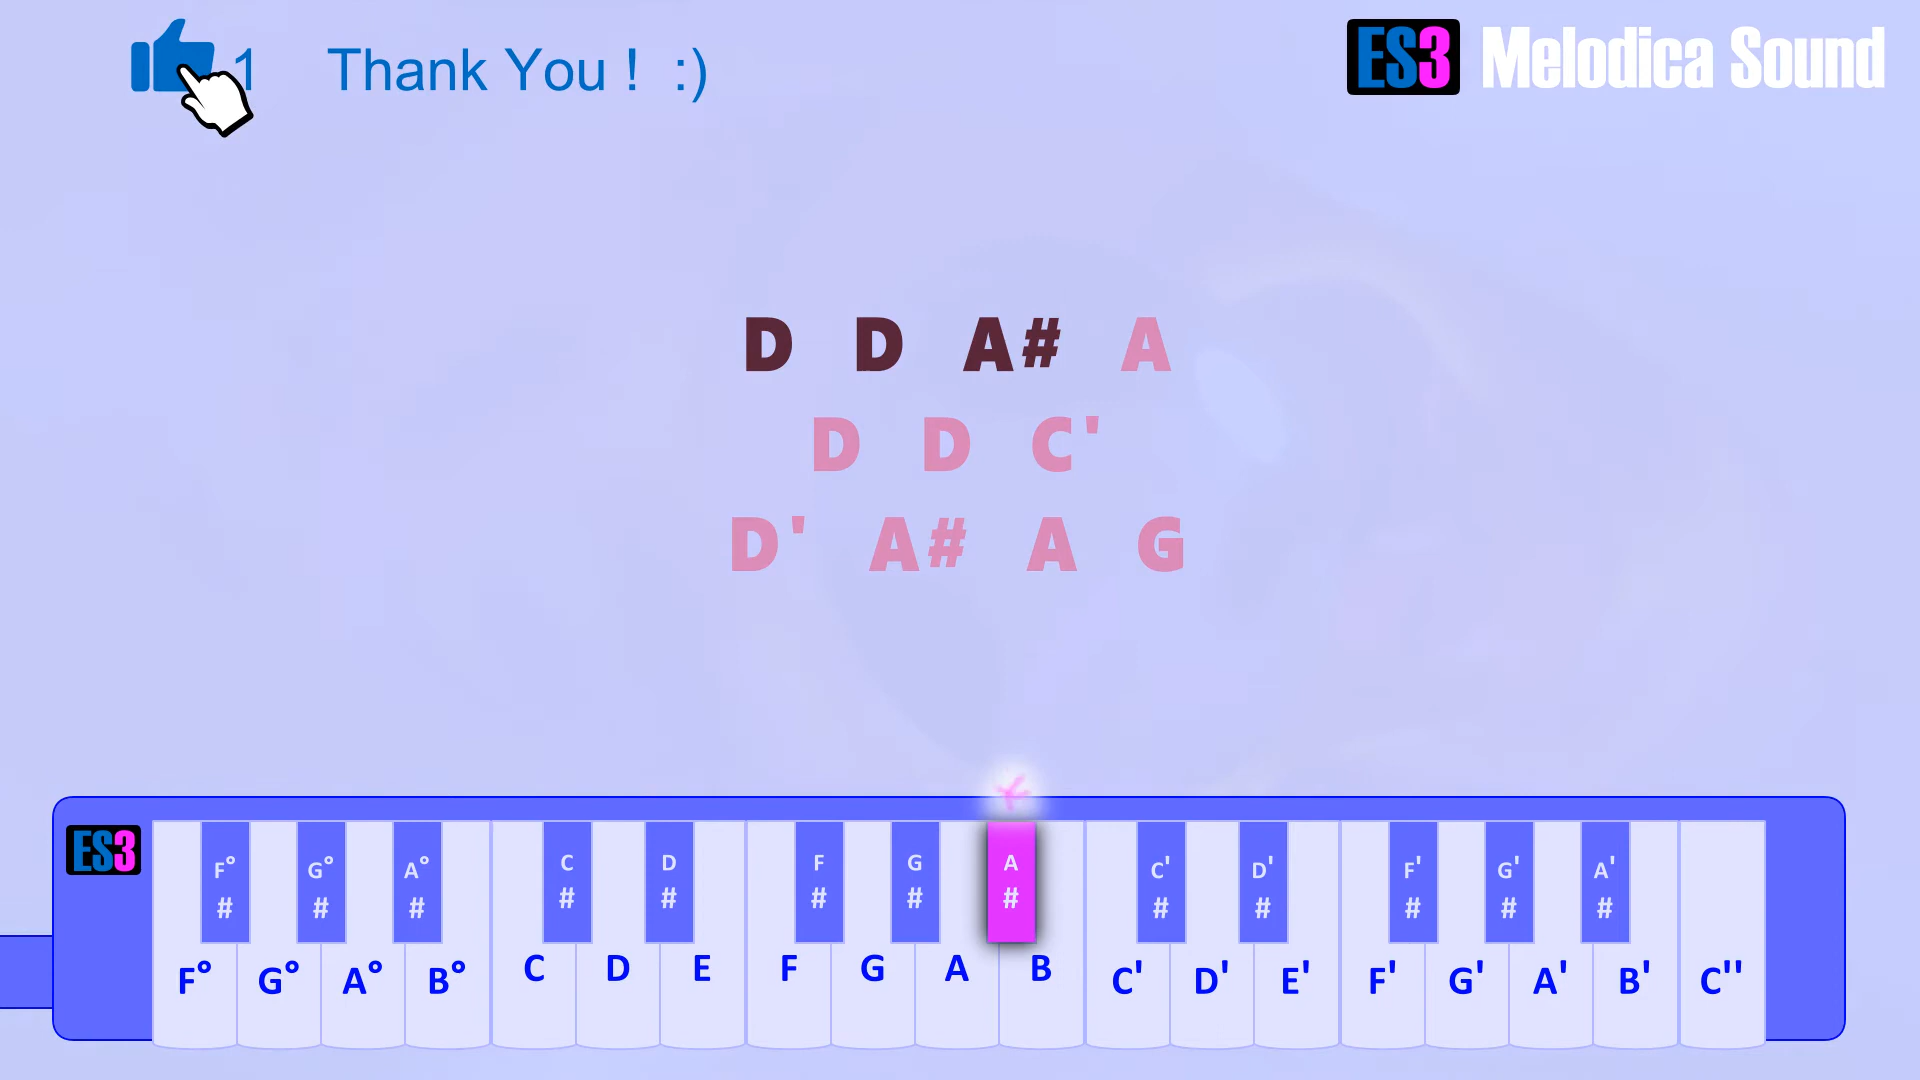 1 Thank You ! :)
ES3 Melodica Sound
D D A# A
D D C'
D' A# A G
ES3
F° # G° # A° # C # D # F # G # A # C' # D' # F' # G' # A' #
F° G° A° B° C D E F G A B C' D' E' F' G' A' B' C''